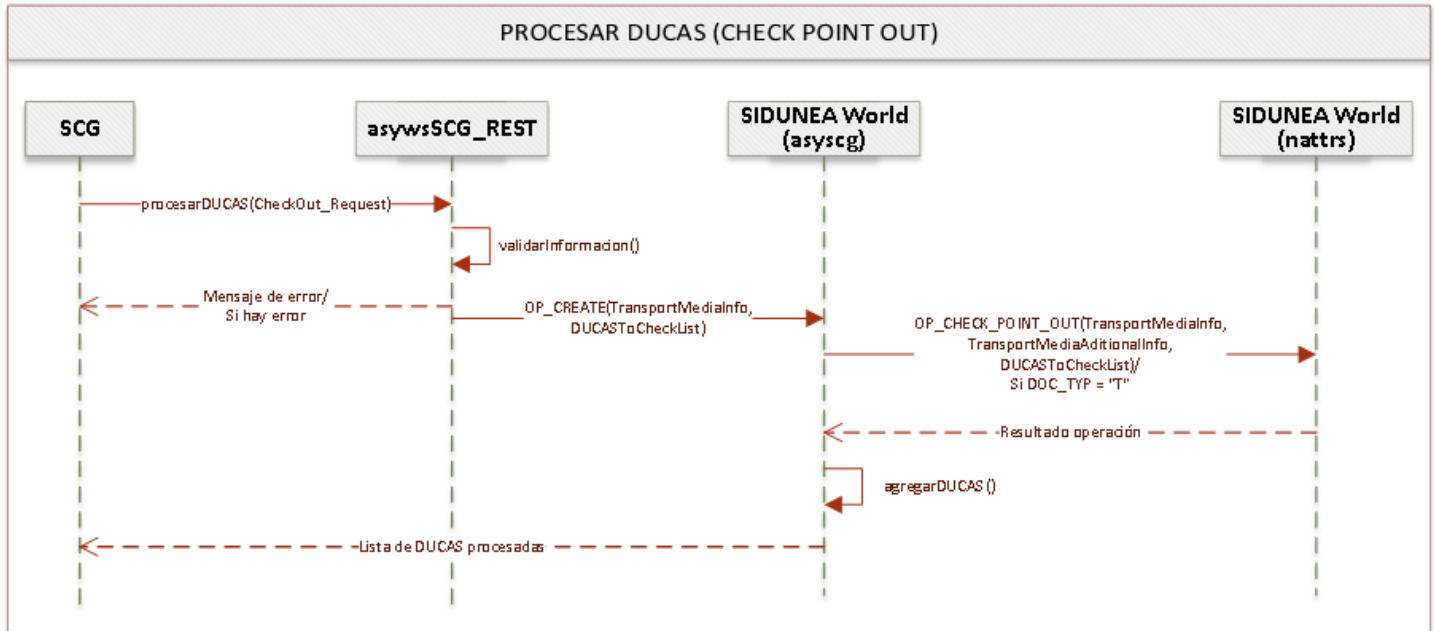 PROCESAR DUCAS (CHECK POINT OUT)
SCG
asywsSCG_REST
SIDUNEA World
(asyscg)
SIDUNEA World
(nattrs)
procesarDUCAS(CheckOut_Request)
validarInformacion()
Mensaje de error/
Si hay error
OP_CREATE(TransportMediaInfo,
DUCASToCheckList)
OP_CHECK_POINT_OUT(TransportMediaInfo,
TransportMediaAditionalInfo,
DUCASToCheckList)/
Si DOC_TYP = "T"
Resultado operación
agregarDUCAS()
Lista de DUCAS procesadas